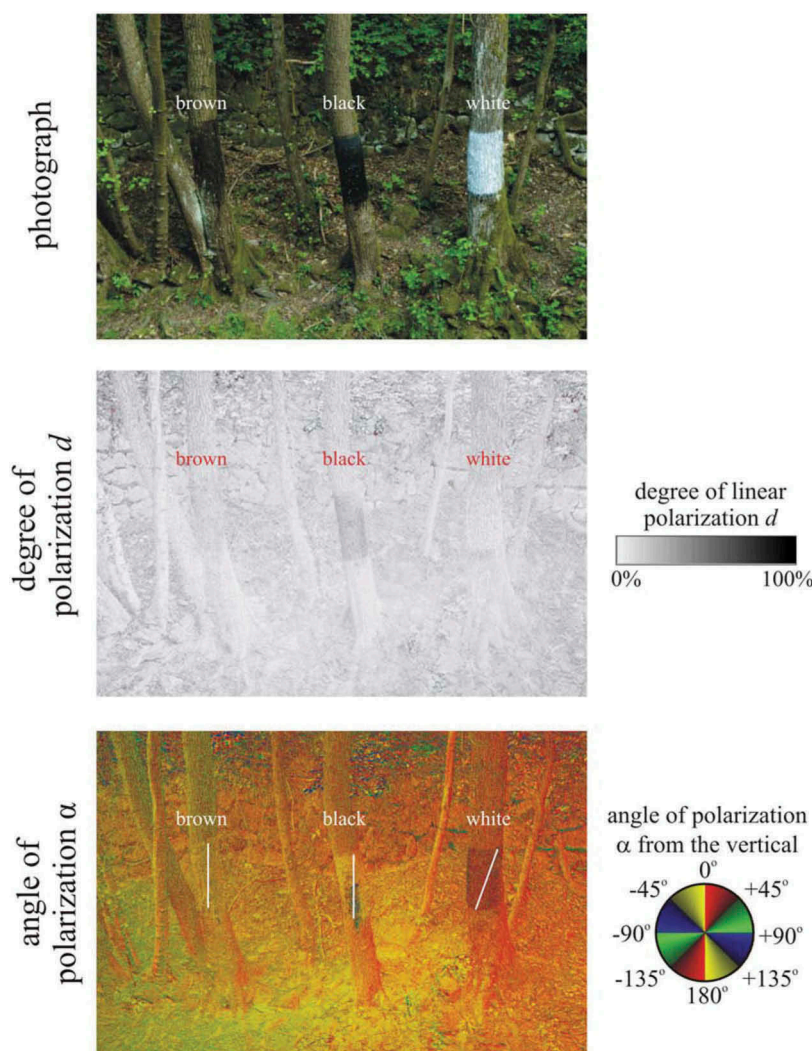 photograph
brown
black
white
degree of
polarization d
brown
black
white
degree of linear
polarization d
0%
100%
angle of
polarization α
brown
black
white
angle of polarization
α from the vertical
0°
-45°
+45°
-90°
+90°
-135°
+135°
180°